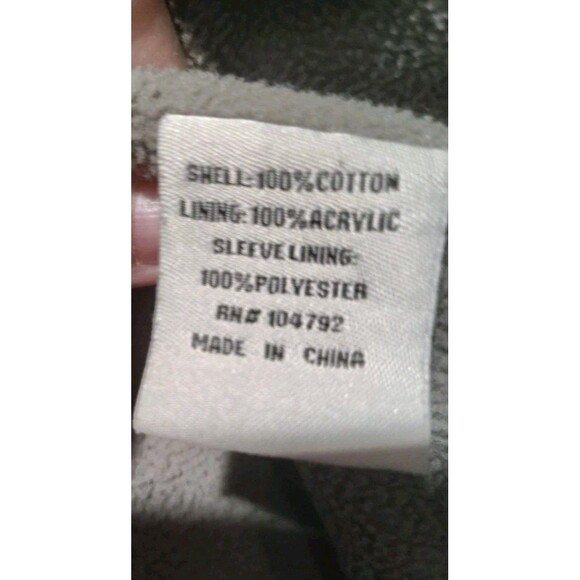 SHELL:100%COTTON
LINING:100%ACRYLIC
SLEEVE LINING:
100%POLYESTER
RN# 104792
MADE IN CHINA